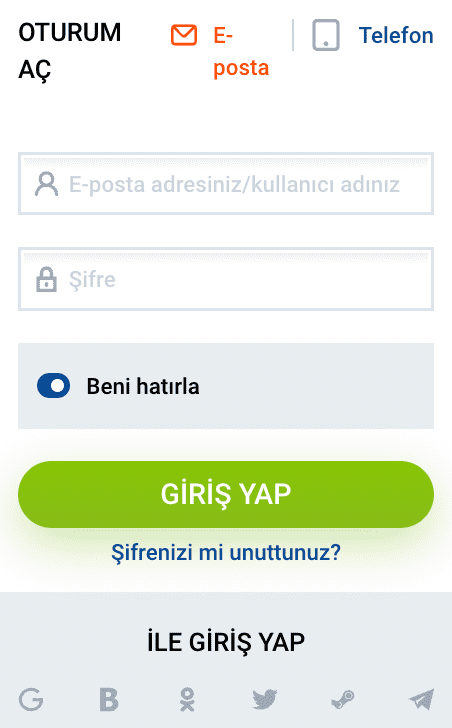 OTURUM
AÇ
E-
posta
Telefon
E-posta adresiniz/kullanıcı adınız
Şifre
Beni hatırla
GİRİŞ YAP
Şifrenizi mi unuttunuz?
İLE GİRİŞ YAP